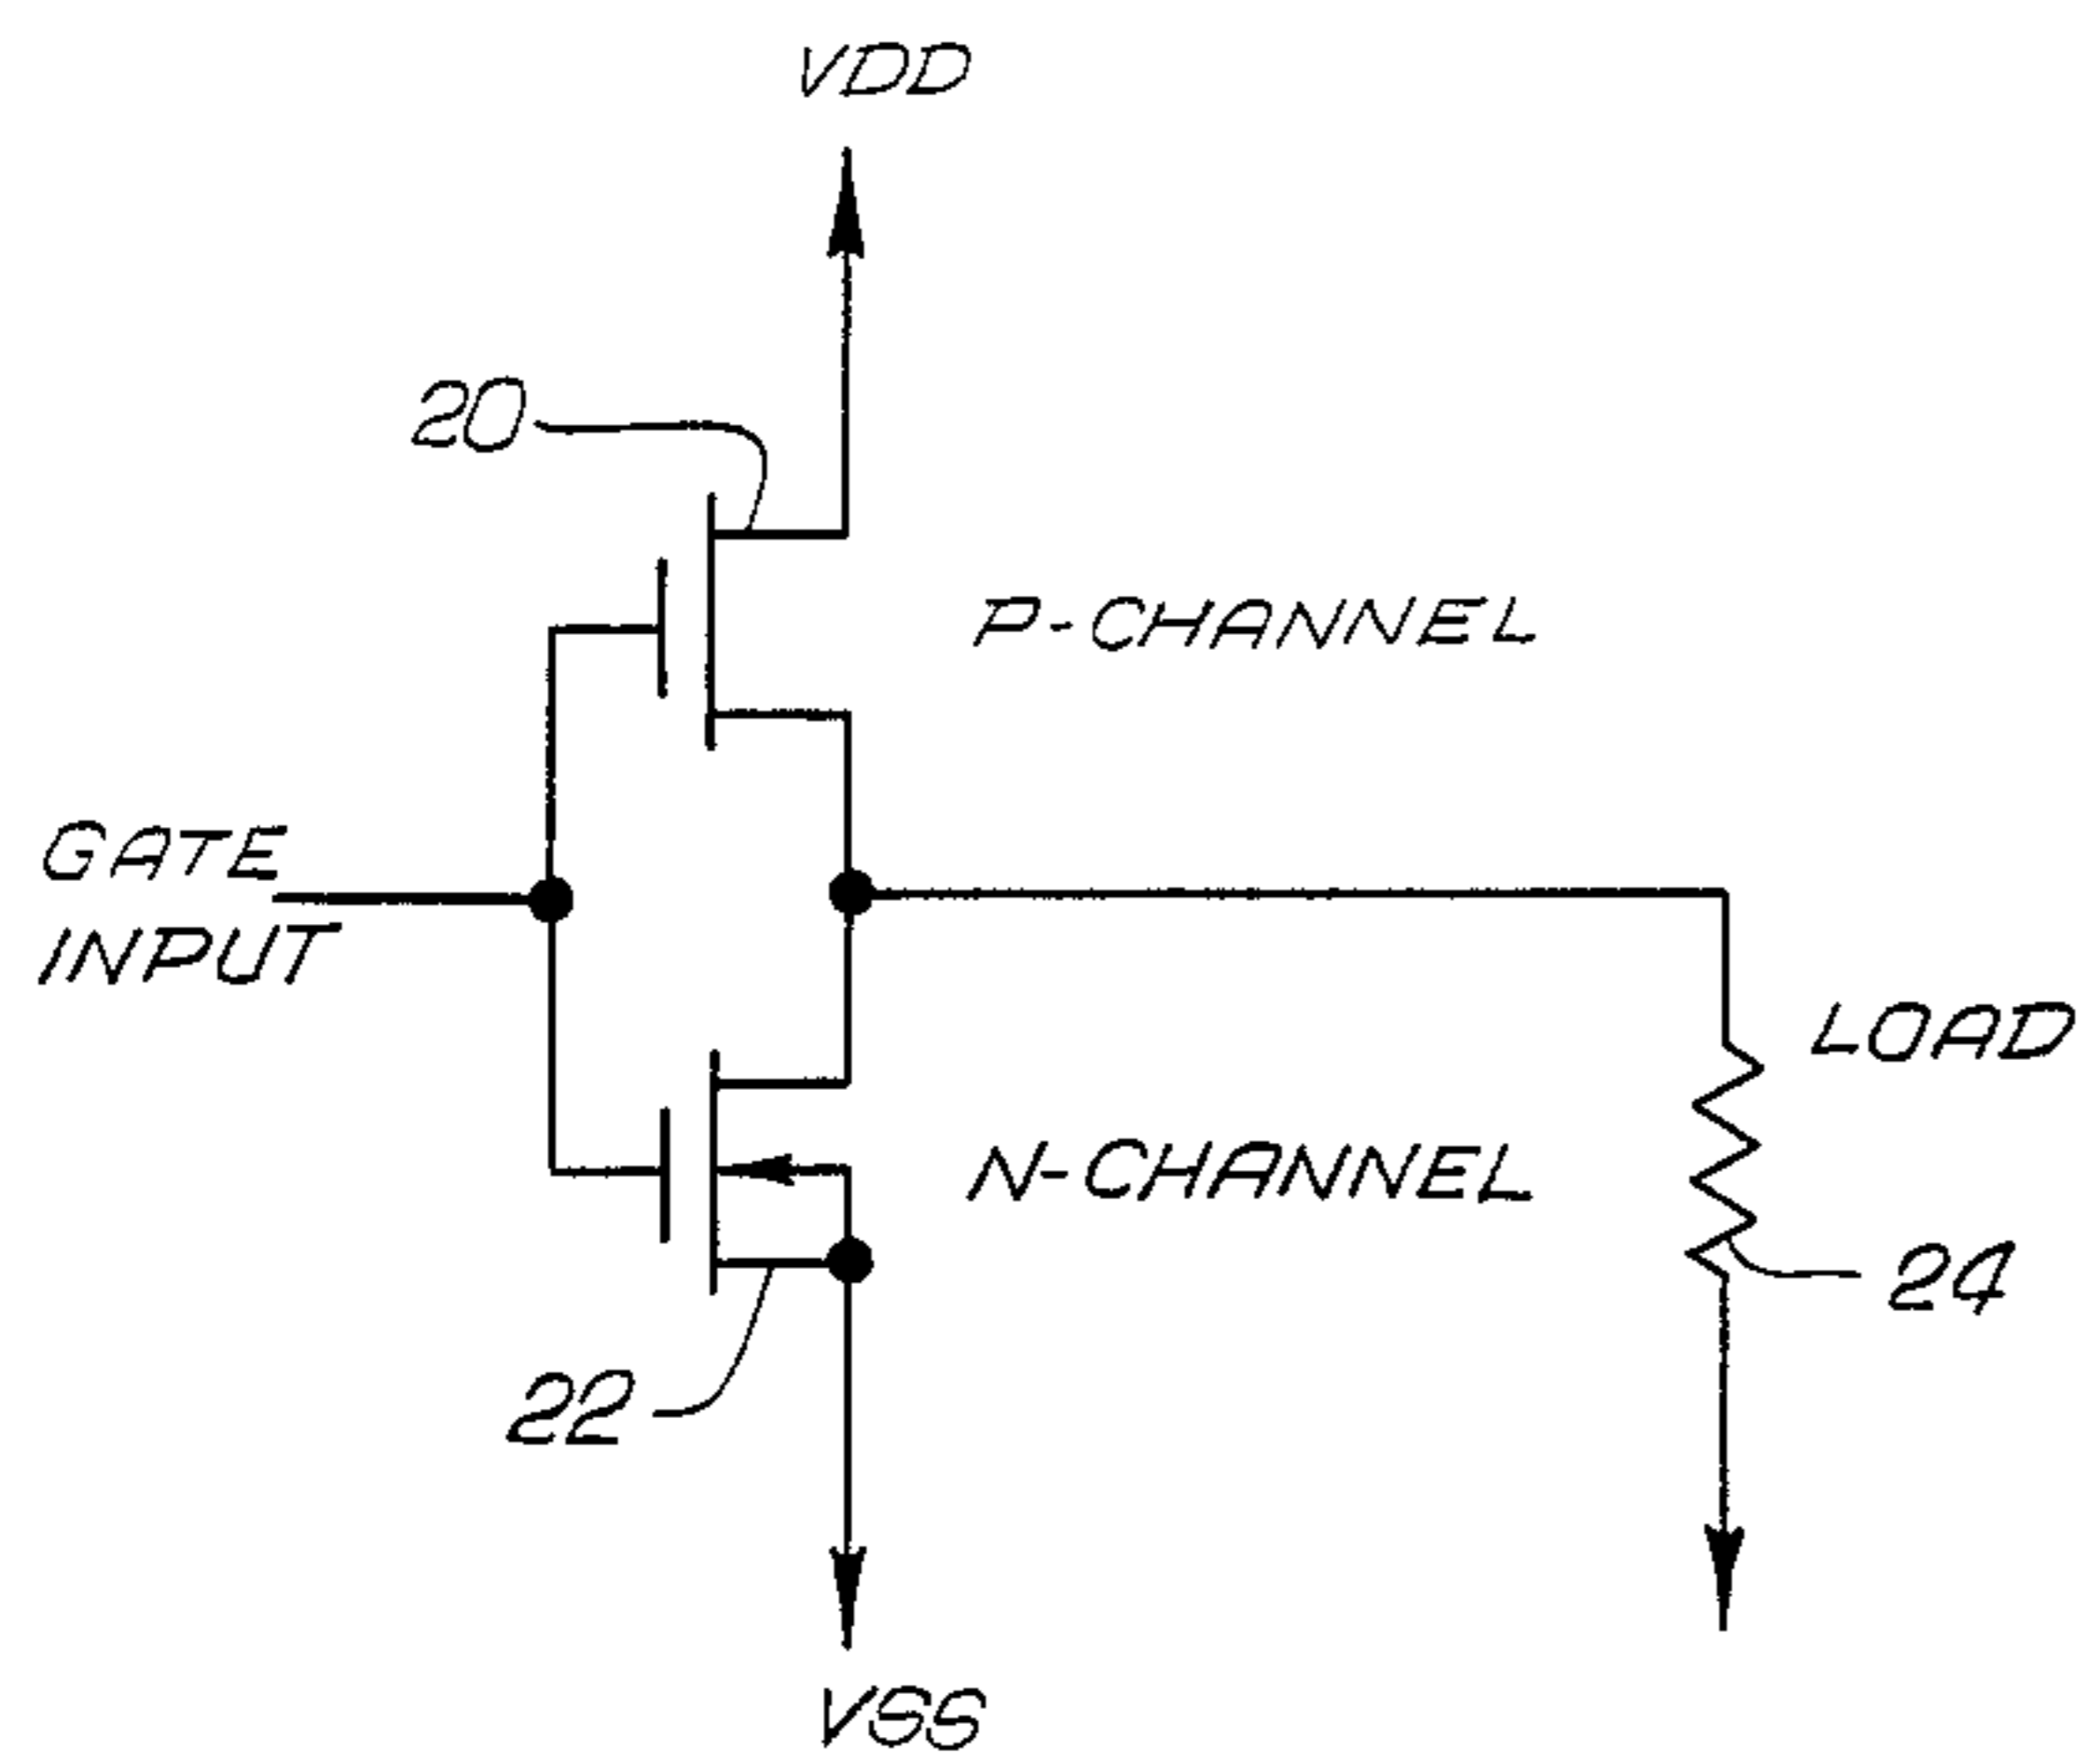 VDD
20
P-CHANNEL
GATE
INPUT
LOAD
N-CHANNEL
24
22
VSS